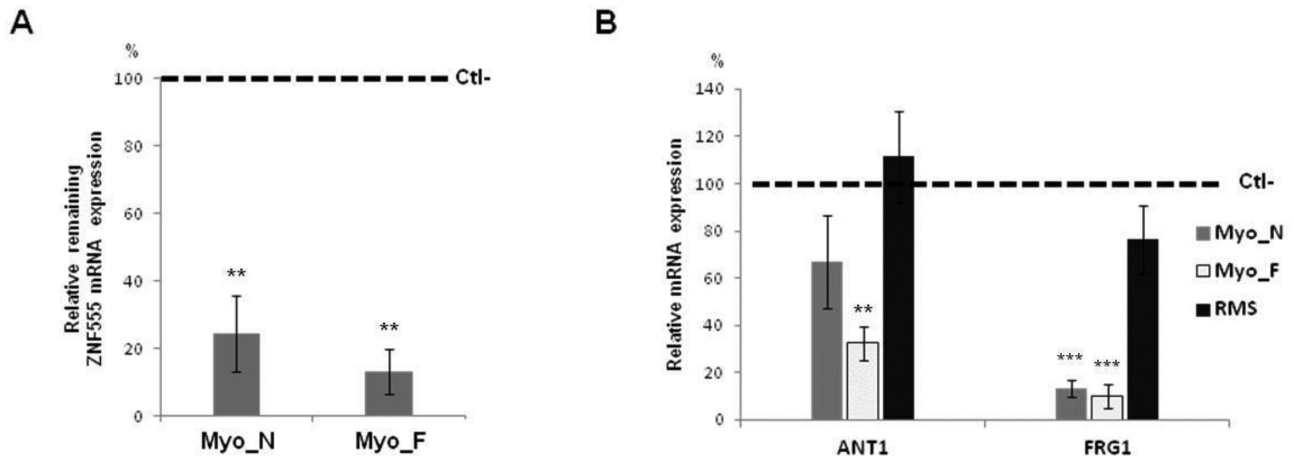 A
%
Relative remaining
ZNF555 mRNA expression
100
80
60
40
20
0
Ctl-
**
**
Myo_N
Myo_F
B
%
Relative mRNA expression
140
120
100
80
60
40
20
0
Ctl-
**
***
***
ANT1
FRG1
Myo_N
Myo_F
RMS